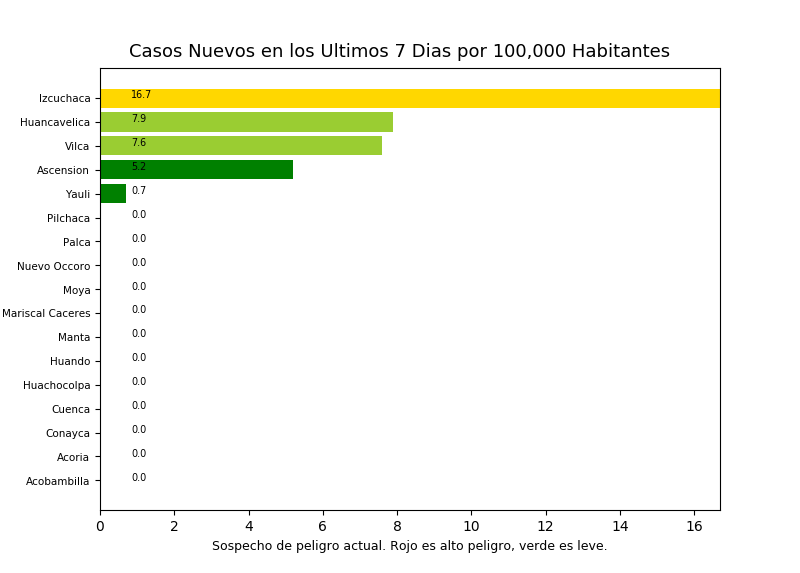 Casos Nuevos en los Ultimos 7 Dias por 100,000 Habitantes
Izcuchaca 16.7
Huancavelica 7.9
Vilca 7.6
Ascension 5.2
Yauli 0.7
Pilchaca 0.0
Palca 0.0
Nuevo Occoro 0.0
Moya 0.0
Mariscal Caceres 0.0
Manta 0.0
Huando 0.0
Huachocolpa 0.0
Cuenca 0.0
Conayca 0.0
Acoria 0.0
Acobambilla 0.0
0 2 4 6 8 10 12 14 16
Sospecho de peligro actual. Rojo es alto peligro, verde es leve.